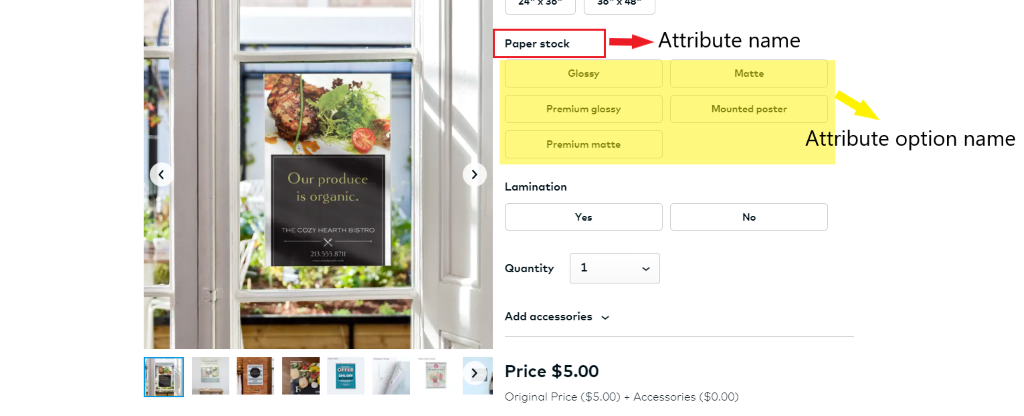 24" x 36"
36" x 48"
Paper stock
Attribute name
Glossy
Matte
Premium glossy
Mounted poster
Attribute option name
Premium matte
Our produce
is organic.
Lamination
Yes
No
THE COZY HEARTH BISTRO
213.555.8711
Quantity
1
Add accessories
Price $5.00
Original Price ($5.00) + Accessories ($0.00)